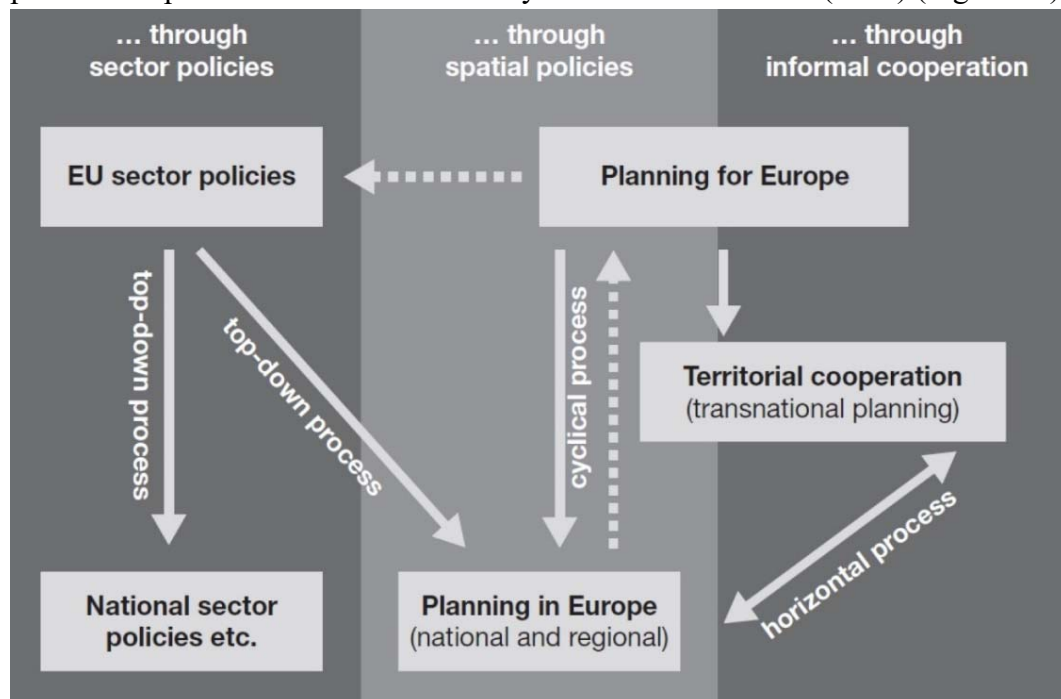 ... through
sector policies
... through
spatial policies
... through
informal cooperation
EU sector policies
Planning for Europe
top-down process
top-down process
cyclical process
Territorial cooperation
(transnational planning)
horizontal process
National sector
policies etc.
Planning in Europe
(national and regional)